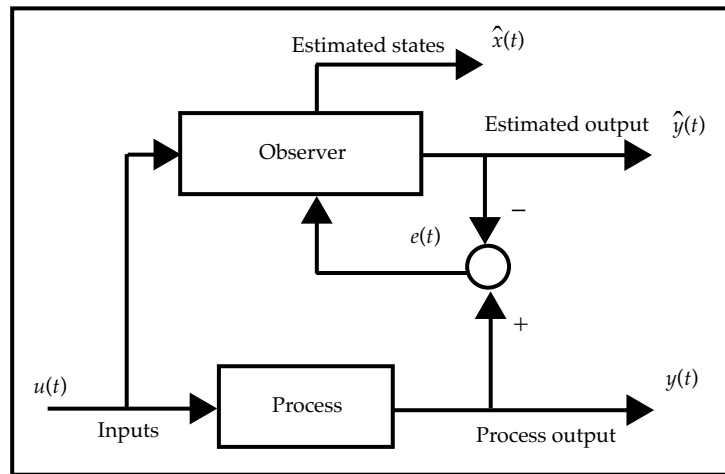 Estimated states
x̂(t)
Observer
Estimated output
ŷ(t)
−
e(t)
+
u(t)
Process
y(t)
Inputs
Process output